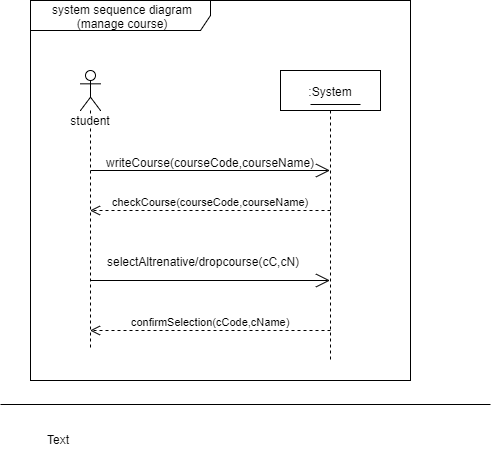 system sequence diagram
(manage course)
:System
student
writeCourse(courseCode,courseName)
checkCourse(courseCode,courseName)
selectAltrenative/dropcourse(cC,cN)
confirmSelection(cCode,cName)
Text